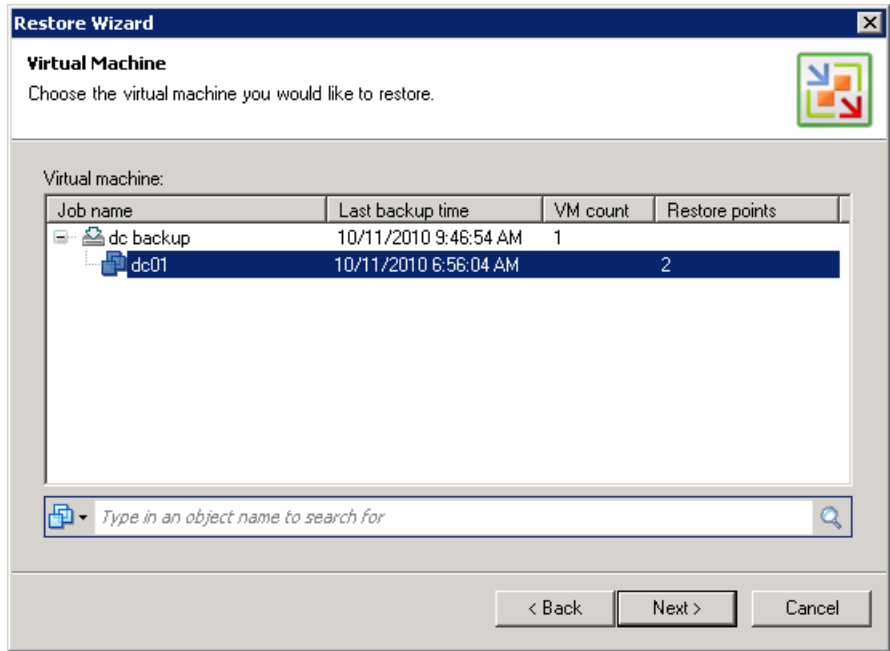 Restore Wizard
Virtual Machine
Choose the virtual machine you would like to restore.
Virtual machine:
Job name Last backup time VM count Restore points
dc backup 10/11/2010 9:46:54 AM 1
dc01 10/11/2010 6:56:04 AM 2
Type in an object name to search for
< Back Next > Cancel